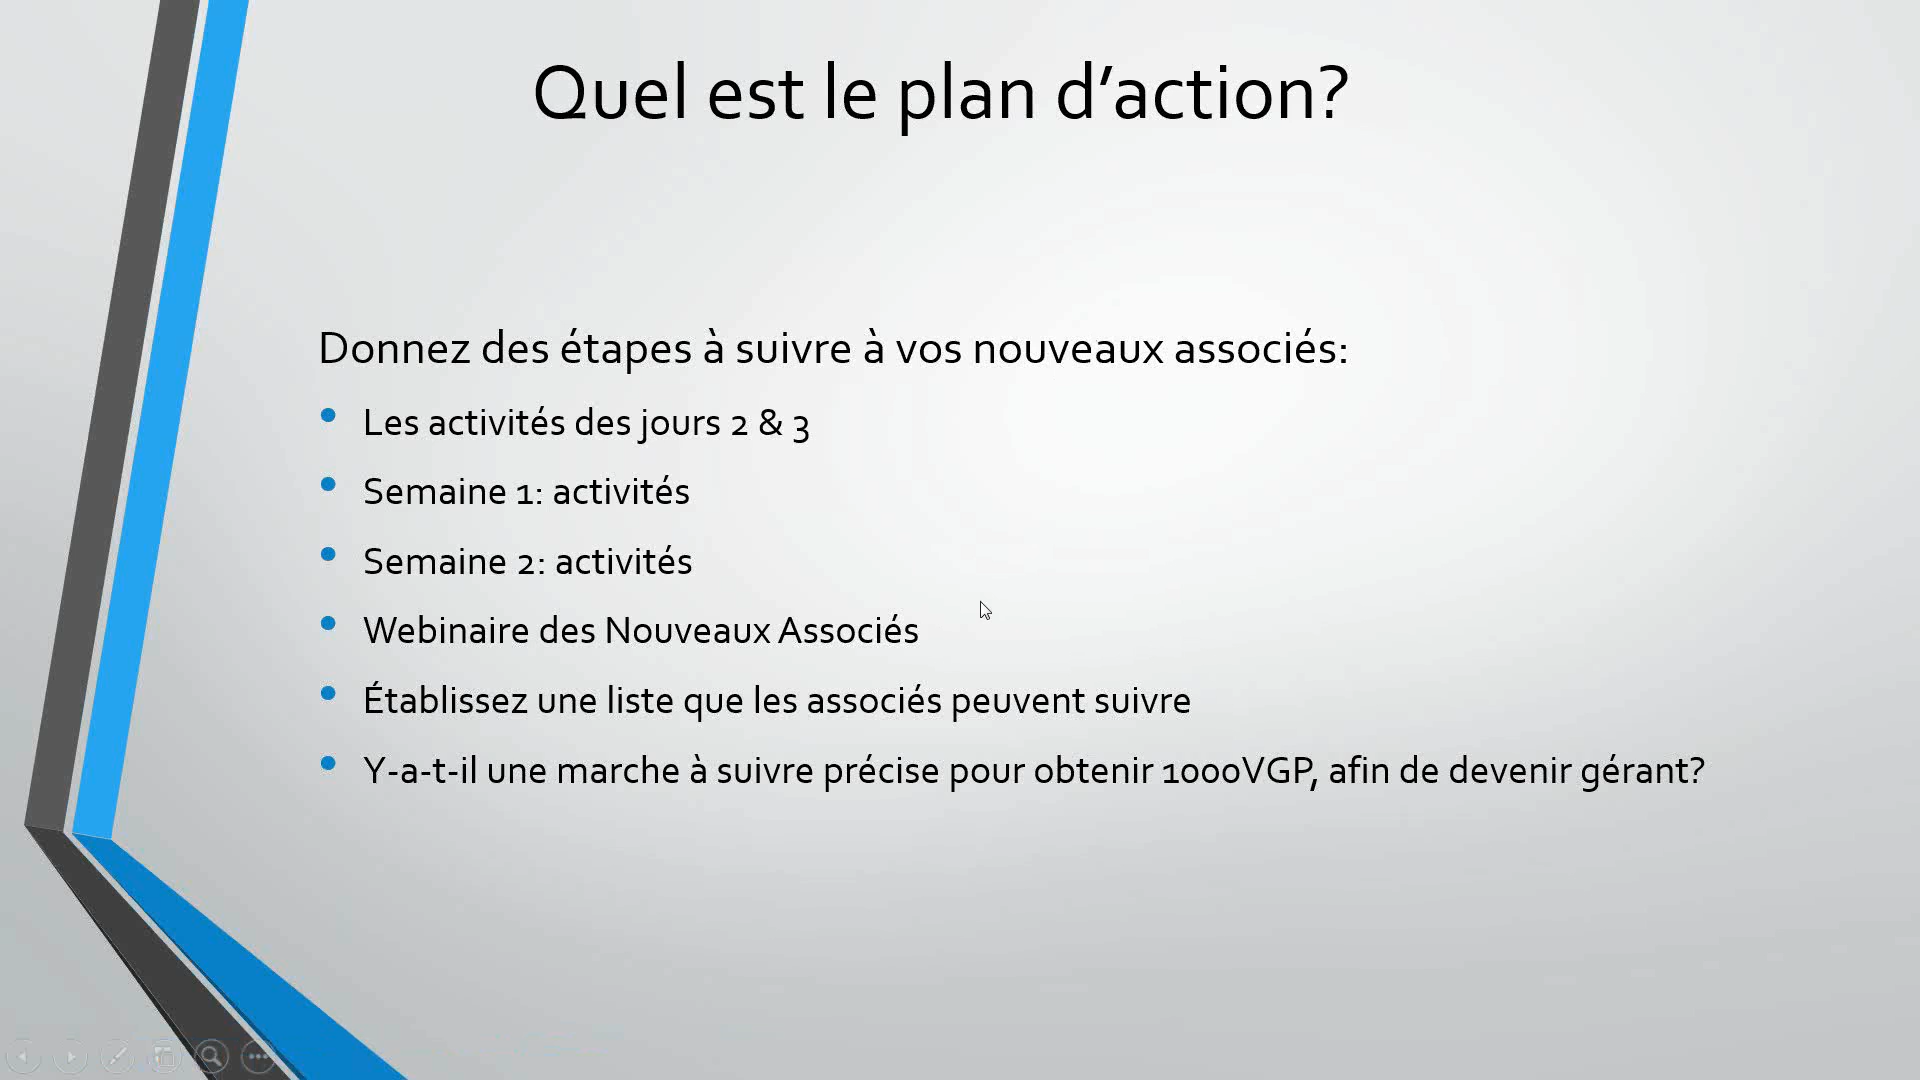 Quel est le plan d’action?
Donnez des étapes à suivre à vos nouveaux associés:
• Les activités des jours 2 & 3
• Semaine 1: activités
• Semaine 2: activités
• Webinaire des Nouveaux Associés
• Établissez une liste que les associés peuvent suivre
• Y-a-t-il une marche à suivre précise pour obtenir 1000VGP, afin de devenir gérant?